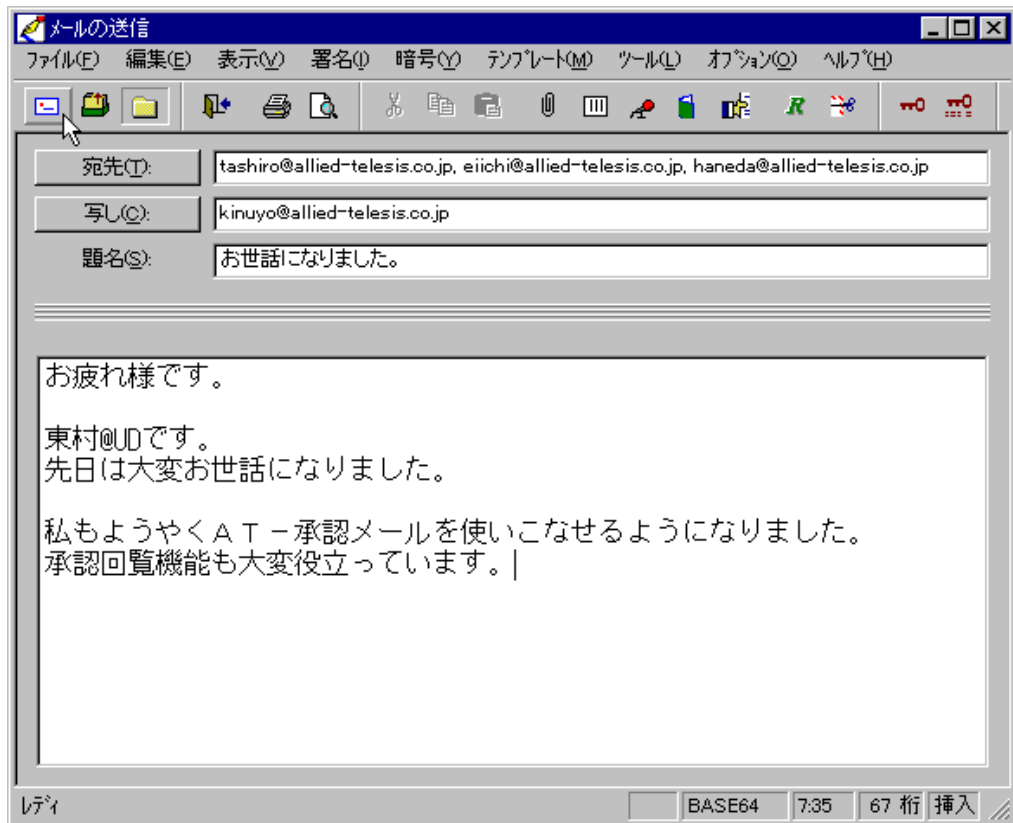 メールの送信
ファイル(F) 編集(E) 表示(V) 署名(I) 暗号(Y) テンプレート(M) ツール(L) オプション(O) ヘルプ(H)
R
宛先(T): tashiro@allied-telesis.co.jp, eiichi@allied-telesis.co.jp, haneda@allied-telesis.co.jp
写し(C): kinuyo@allied-telesis.co.jp
題名(S): お世話になりました。
お疲れ様です。
東村@UDです。
先日は大変お世話になりました。
私もようやくAT-承認メールを使いこなせるようになりました。
承認回覧機能も大変役立っています。
レディ BASE64 7:35 67 桁 挿入